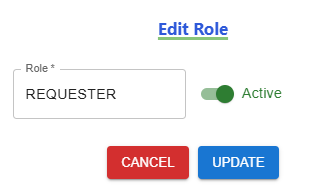 Edit Role
Role *
REQUESTER
Active
CANCEL
UPDATE